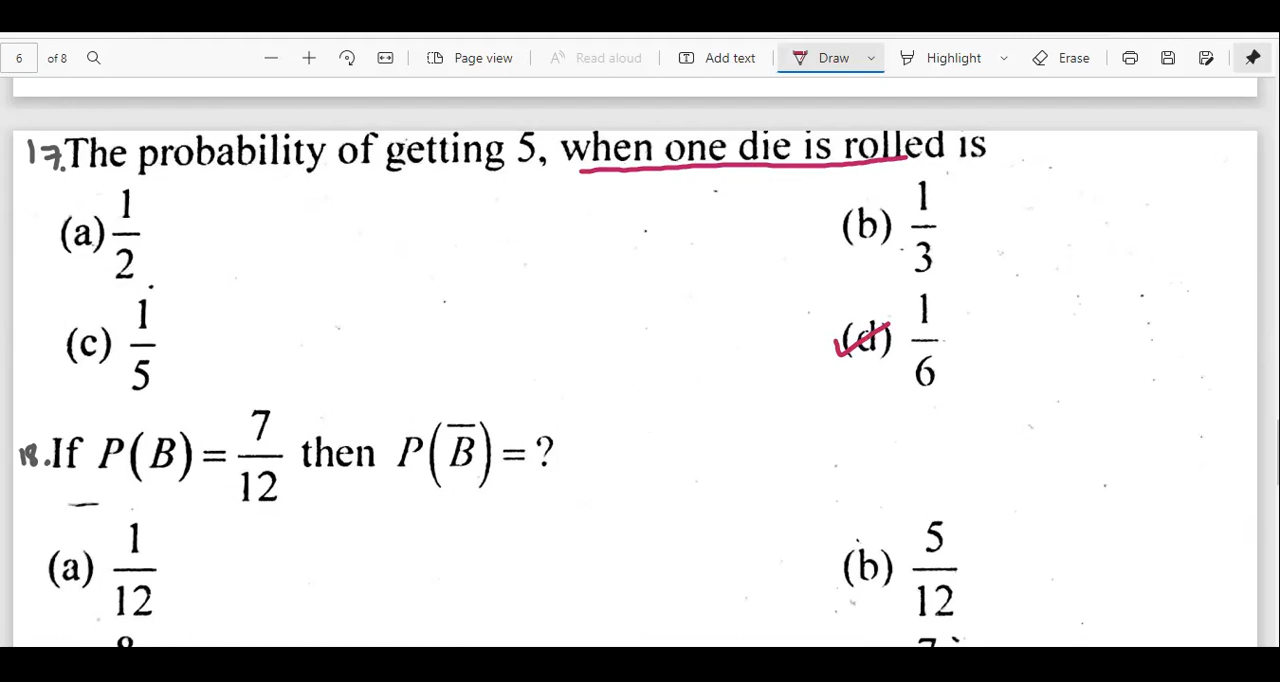 6 of 8 Page view Read aloud Add text Draw Highlight Erase
17. The probability of getting 5, when one die is rolled is
(a) 1/2 (b) 1/3
(c) 1/5 (d) 1/6
18. If P(B) = 7/12 then P(B̅) = ?
(a) 1/12 (b) 5/12